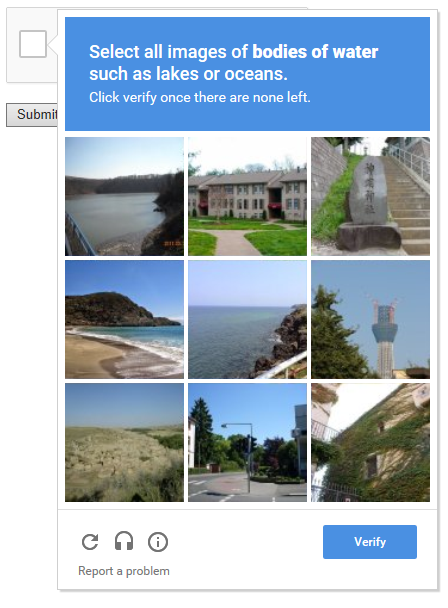 Select all images of bodies of water
such as lakes or oceans.
Click verify once there are none left.
Submit
Verify
Report a problem